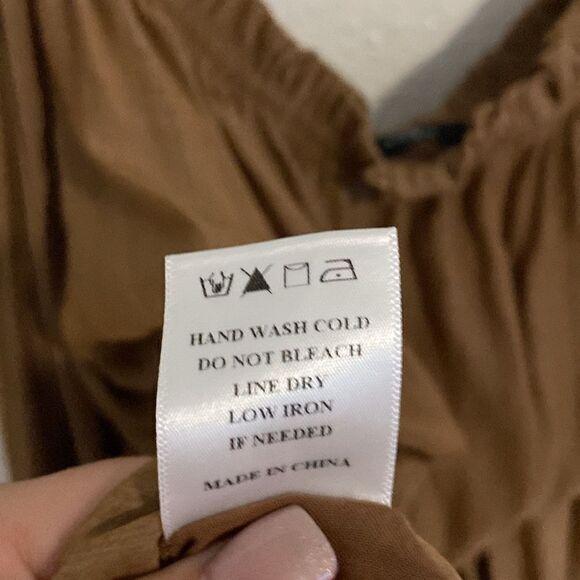 HAND WASH COLD
DO NOT BLEACH
LINE DRY
LOW IRON
IF NEEDED
MADE IN CHINA